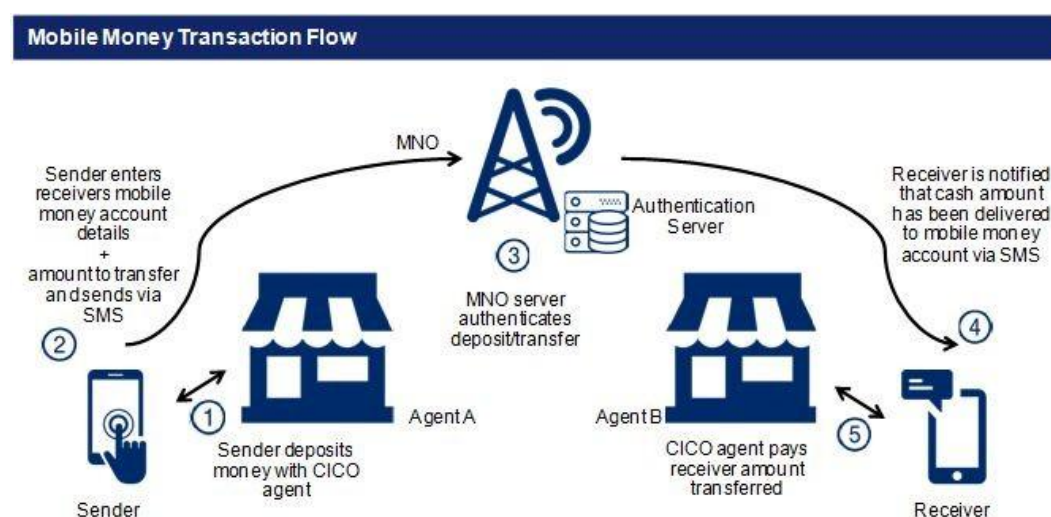 Mobile Money Transaction Flow
MNO
Sender enters
receivers mobile
money account
details
+
amount to transfer
and sends via
SMS
2
1
Sender deposits
money with CICO
agent
Sender
Agent A
Authentication
Server
3
MNO server
authenticates
deposit/transfer
Receiver is notified
that cash amount
has been delivered
to mobile money
account via SMS
4
Agent B
5
CICO agent pays
receiver amount
transferred
Receiver